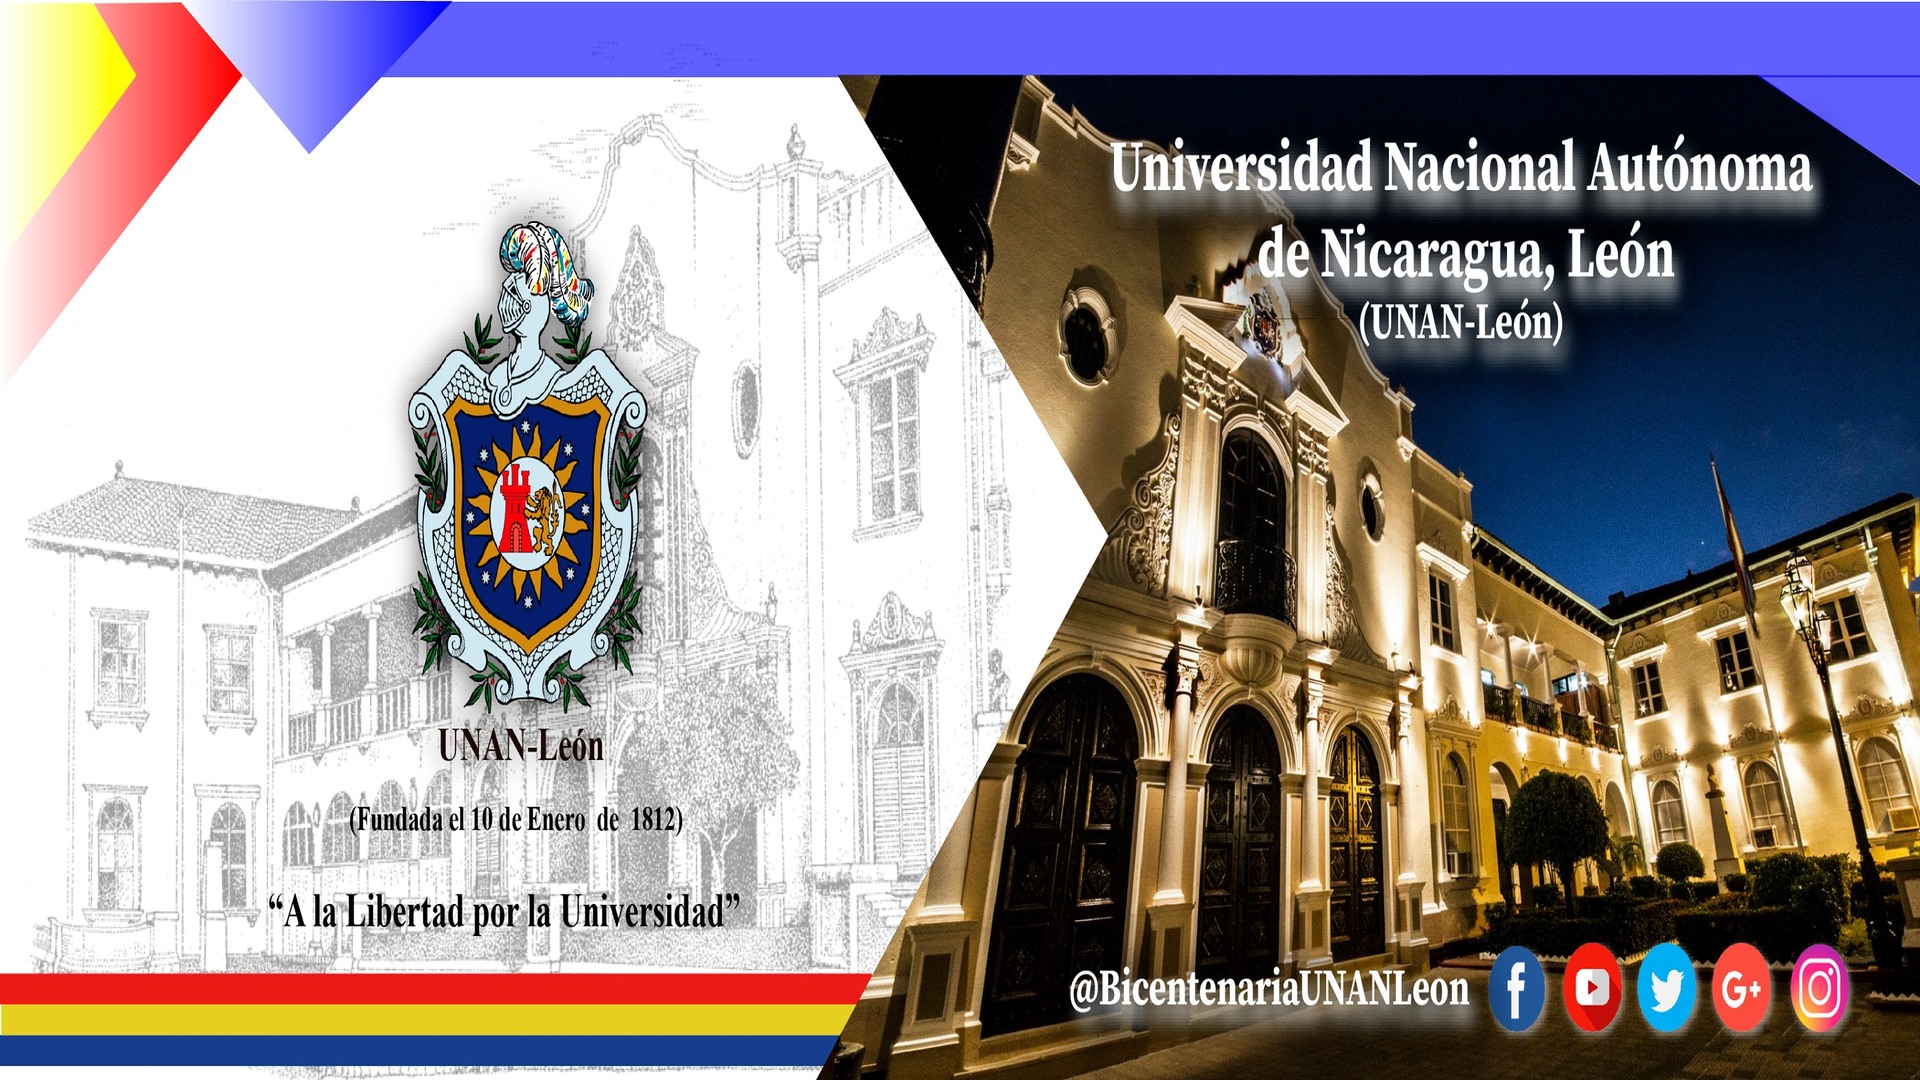 UNAN-León
(Fundada el 10 de Enero de 1812)
“A la Libertad por la Universidad”
Universidad Nacional Autónoma
de Nicaragua, León
(UNAN-León)
@BicentenariaUNANLeon
G+